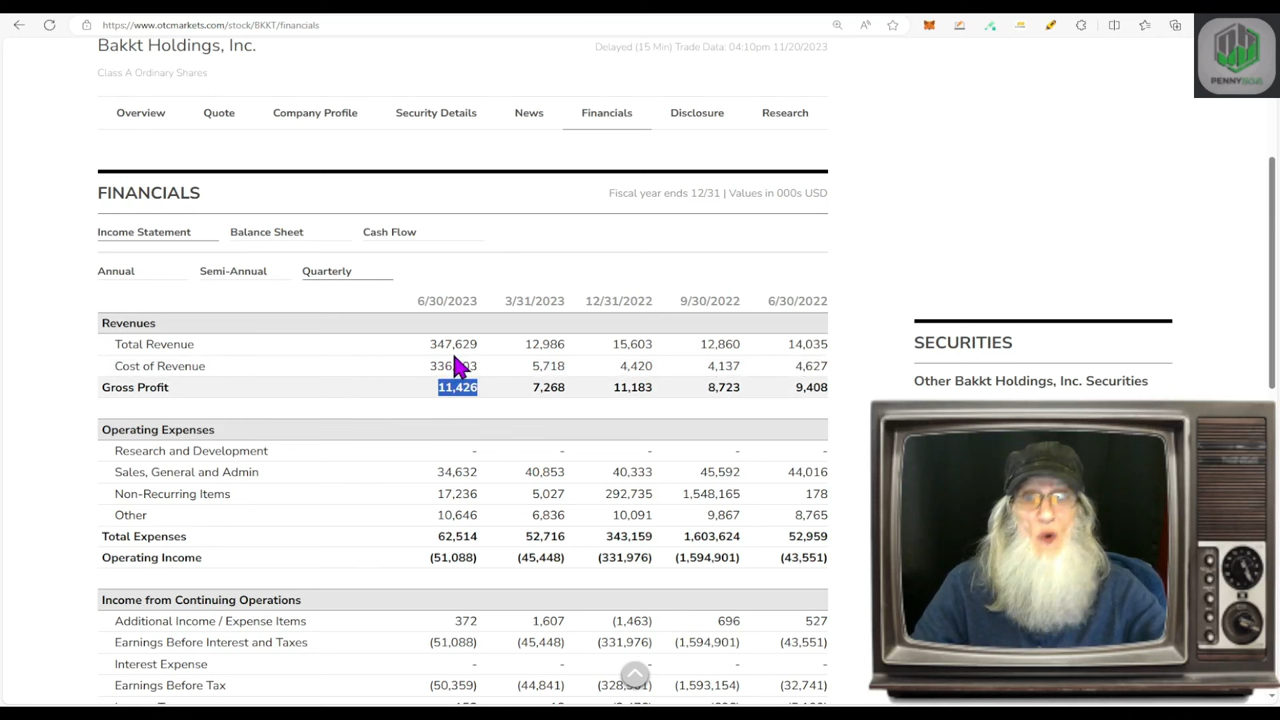 https://www.otcmarkets.com/stock/BKKT/financials
Bakkt Holdings, Inc.
Delayed (15 Min) Trade Data: 04:10pm 11/20/2023
Class A Ordinary Shares
Overview Quote Company Profile Security Details News Financials Disclosure Research
FINANCIALS
Fiscal year ends 12/31 | Values in 000s USD
Income Statement Balance Sheet Cash Flow
Annual Semi-Annual Quarterly
6/30/2023 3/31/2023 12/31/2022 9/30/2022 6/30/2022
Revenues
Total Revenue 347,629 12,986 15,603 12,860 14,035
Cost of Revenue 5,718 4,420 4,137 4,627
Gross Profit 11,426 7,268 11,183 8,723 9,408
Operating Expenses
Research and Development - - - - -
Sales, General and Admin 34,632 40,853 40,333 45,592 44,016
Non-Recurring Items 17,236 5,027 292,735 1,548,165 178
Other 10,646 6,836 10,091 9,867 8,765
Total Expenses 62,514 52,716 343,159 1,603,624 52,959
Operating Income (51,088) (45,448) (331,976) (1,594,901) (43,551)
Income from Continuing Operations
Additional Income / Expense Items 372 1,607 (1,463) 696 527
Earnings Before Interest and Taxes (51,088) (45,448) (331,976) (1,594,901) (43,551)
Interest Expense - - - - -
Earnings Before Tax (50,359) (44,841) (1,593,154) (32,741)
SECURITIES
Other Bakkt Holdings, Inc. Securities